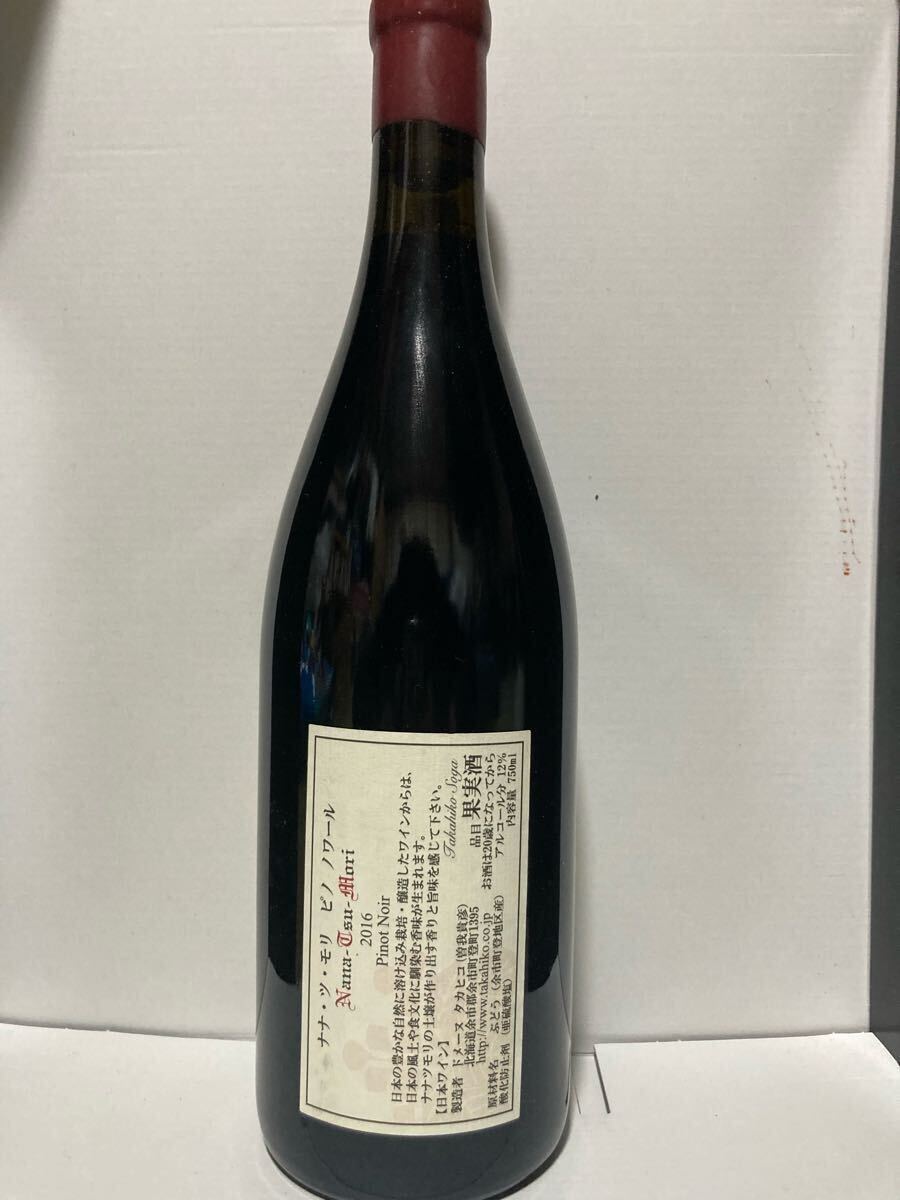 ナナ・ツ・モリ ピノ ノワール
Nana-Tsu-Mori
2016
Pinot Noir
日本の豊かな自然に溶け込み栽培・醸造したワインからは、
日本の風土や食文化に馴染む香味が生まれます。
ナナツモリの土壌が作り出す香りと旨味を感じて下さい。
【日本ワイン】
Takahiko Soga
製造者 ドメーヌ タカヒコ (曽我貴彦)
北海道余市郡余市町登町1395
http://www.takahiko.co.jp
原材料名 ぶどう (余市町登地区産)
酸化防止剤 (亜硫酸塩)
品目 果実酒
お酒は20歳になってから
アルコール分 12%
内容量 750ml